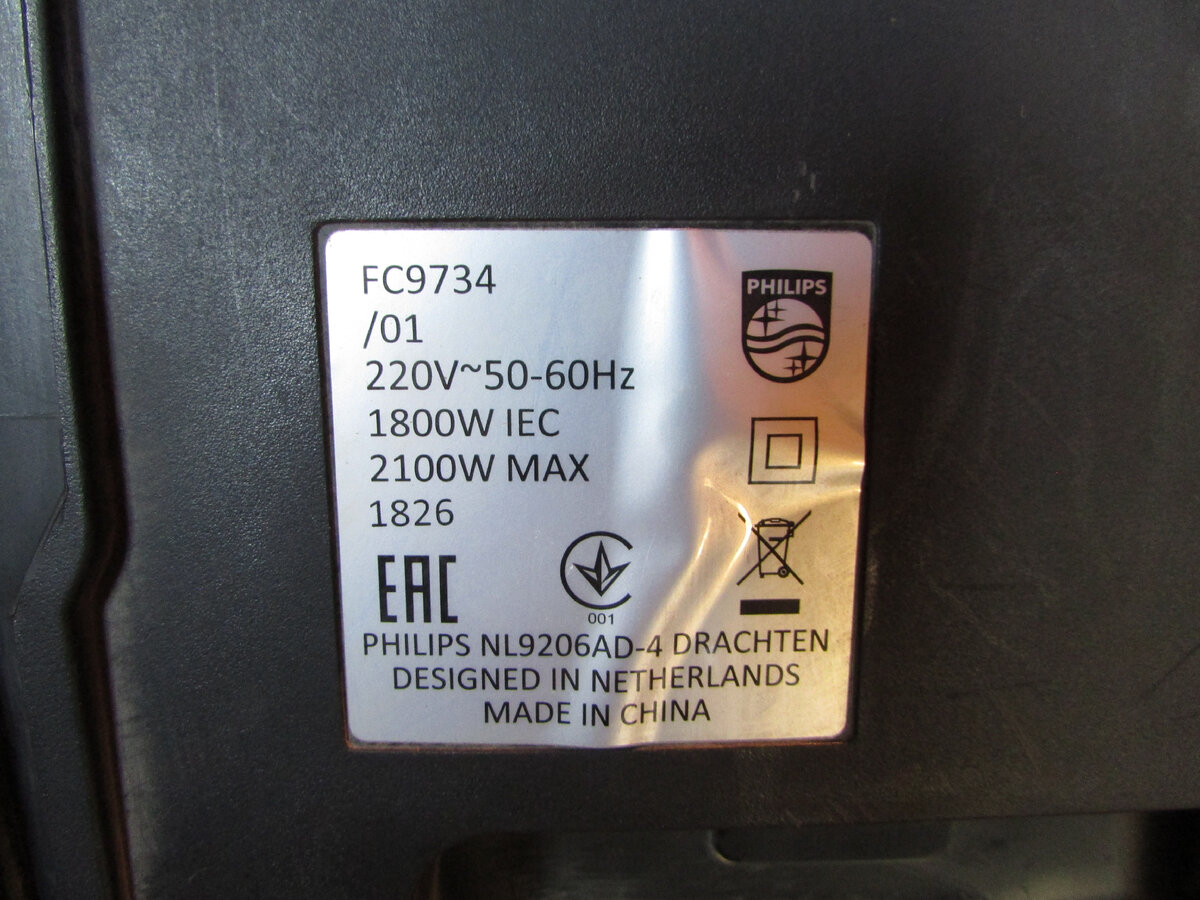 FC9734
/01
220V~50-60Hz
1800W IEC
2100W MAX
1826
PHILIPS
EAC
001
PHILIPS NL9206AD-4 DRACHTEN
DESIGNED IN NETHERLANDS
MADE IN CHINA